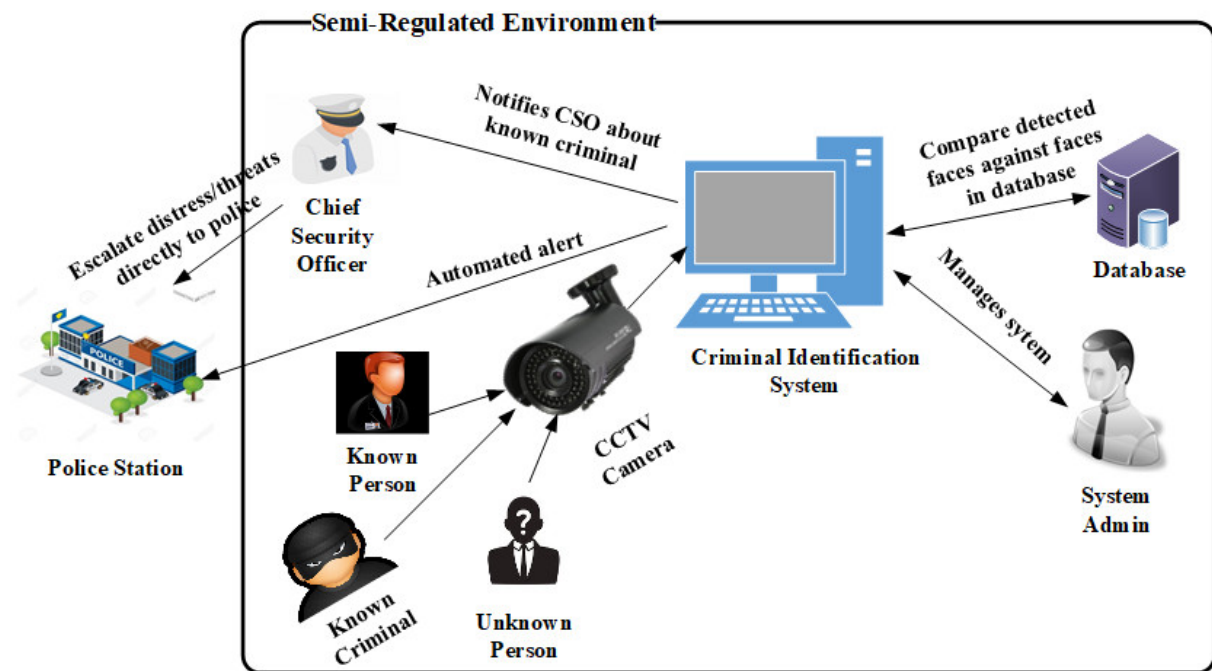 Semi-Regulated Environment
Notifies CSO about
known criminal
Compare detected
faces against faces
in database
Escalate distress/threats
directly to police
Chief
Security
Officer
Automated alert
Database
Manages sytem
POLICE
Criminal Identification
System
Police Station
Known
Person
CCTV
Camera
System
Admin
?
Known
Criminal
Unknown
Person